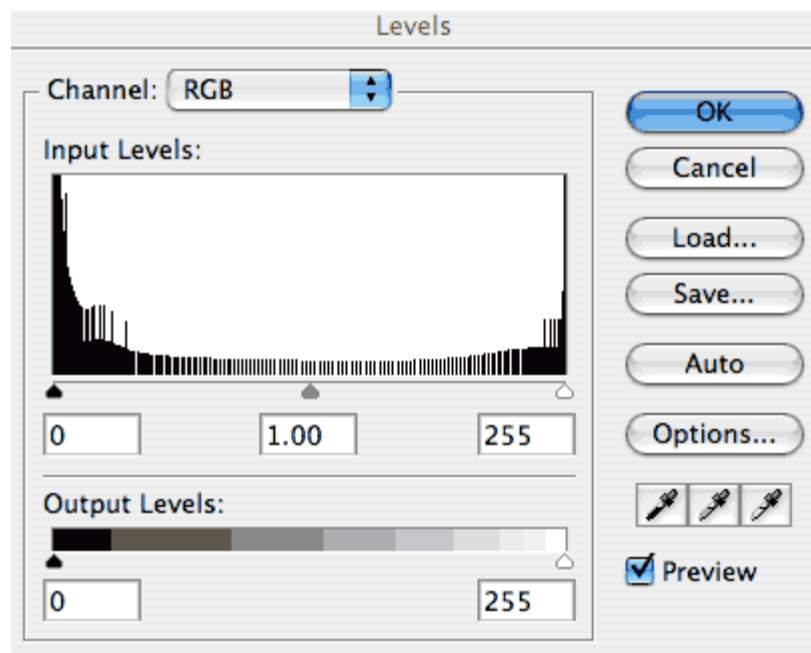 Levels
Channel: RGB
OK
Input Levels:
Cancel
Load...
Save...
Auto
0 1.00 255
Options...
Output Levels:
Preview
0 255